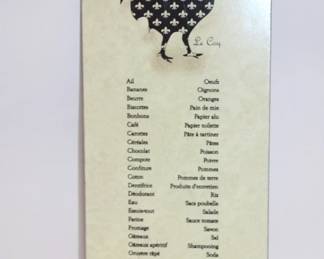 Le Coq
Ail
Bananes
Beurre
Biscottes
Bonbons
Café
Carottes
Céréales
Chocolat
Compote
Confiture
Coton
Dentifrice
Déodorant
Eau
Essuie-tout
Farine
Fromage
Gâteaux
Gâteaux apéritif
Gruyère râpé
Oeufs
Oignons
Oranges
Pain de mie
Papier alu
Papier toilette
Pâte à tartiner
Pâtes
Poisson
Poivre
Pommes
Pommes de terre
Produits d'entretien
Riz
Sacs poubelle
Salade
Sauce tomate
Savon
Sel
Shampooing
Soda